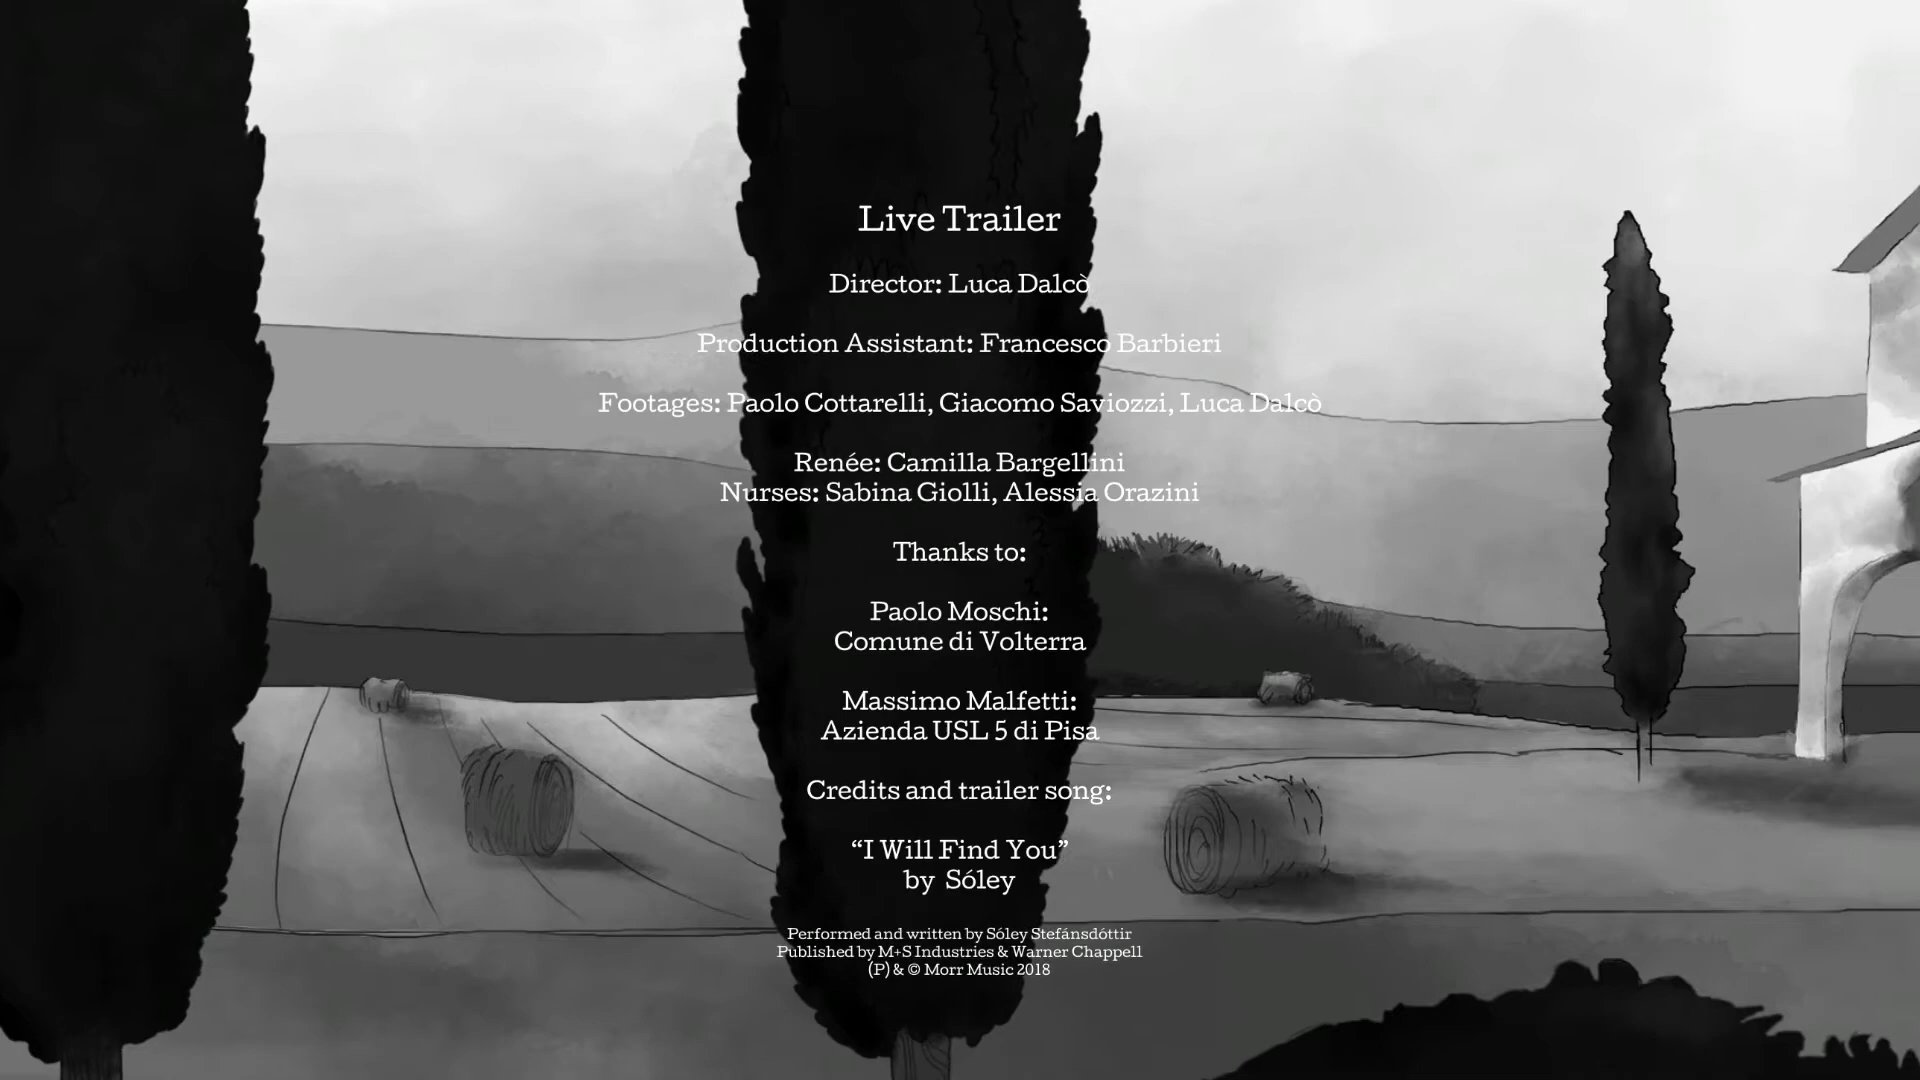 Live Trailer
Director: Luca Dalcò
Production Assistant: Francesco Barbieri
Footages: Paolo Cottarelli, Giacomo Saviozzi, Luca Dalcò
Renée: Camilla Bargellini
Nurses: Sabina Giolli, Alessia Orazini
Thanks to:
Paolo Moschi:
Comune di Volterra
Massimo Malfetti:
Azienda USL 5 di Pisa
Credits and trailer song:
“I Will Find You”
by Sóley
Performed and written by Sóley Stefánsdóttir
Published by M+S Industries & Warner Chappell
(P) & © Morr Music 2018